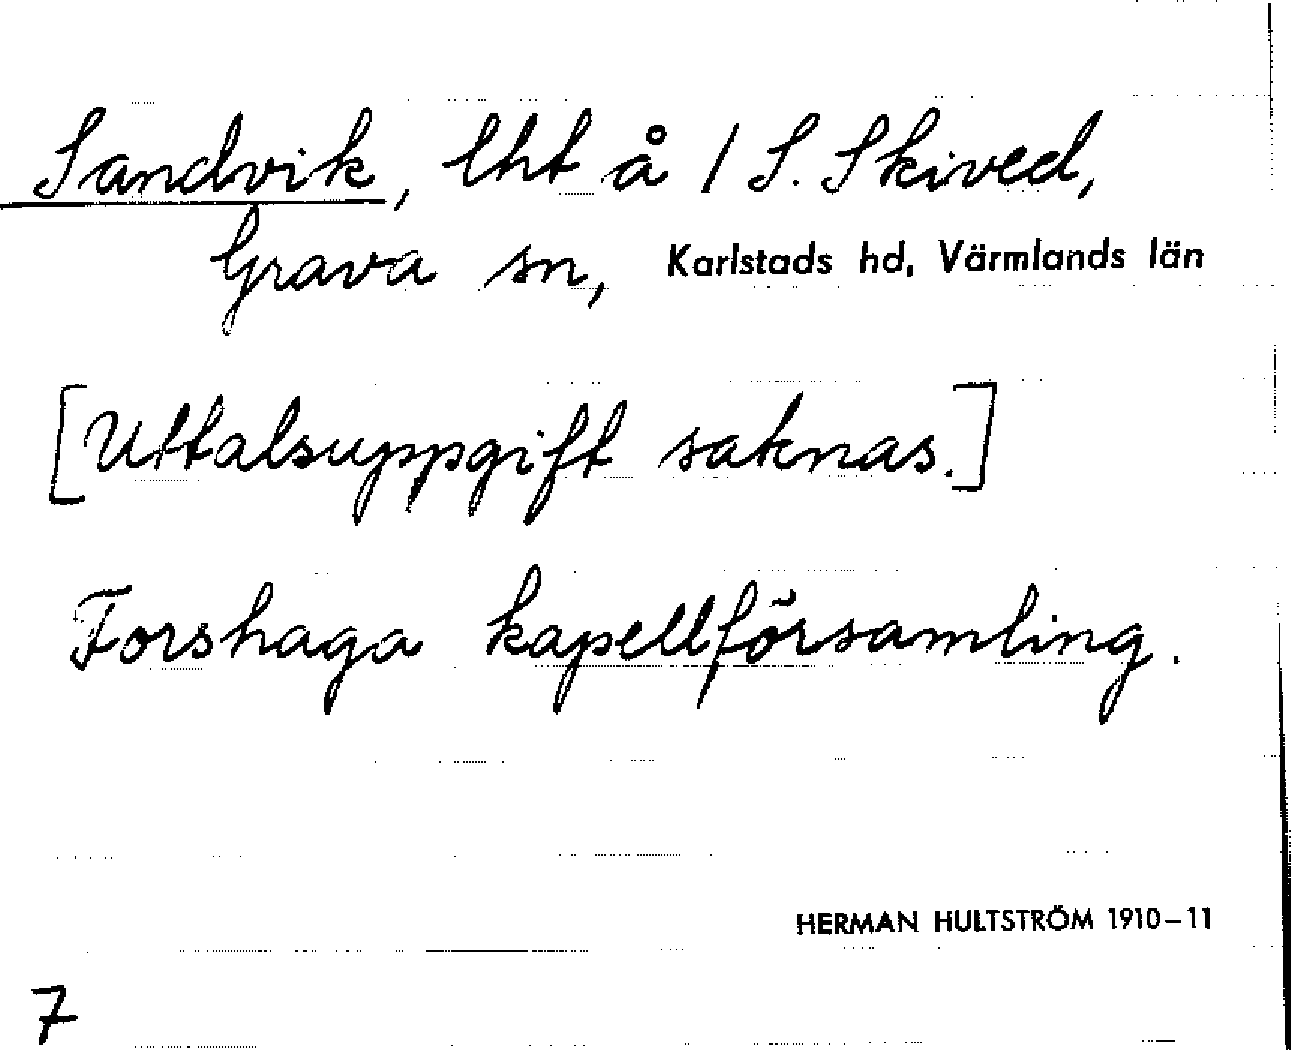 Sandvik, lht å 1 S. Skived,
Grava sn, Karlstads hd, Värmlands län
[Uttalsuppgift saknas.]
Forshaga kapellförsamling.
HERMAN HULTSTRÖM 1910-11
7